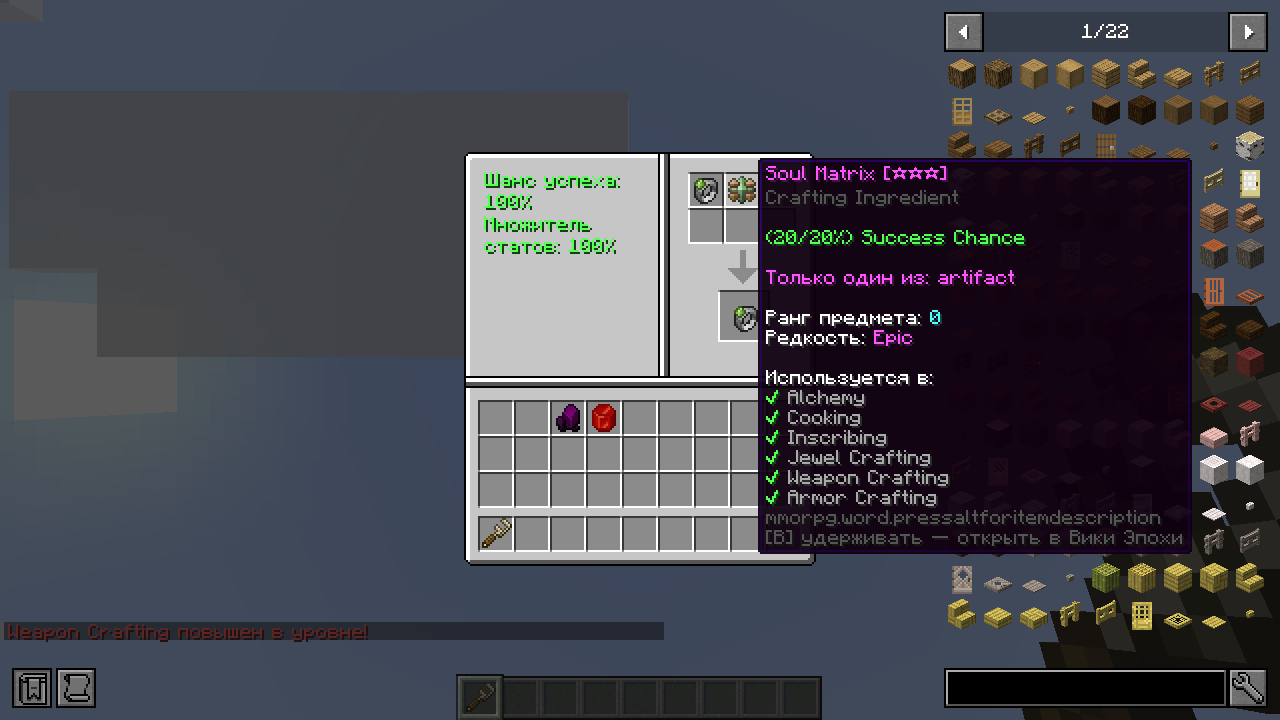 1/22
Шанс успеха:
100%
Множитель
статов: 100%
Soul Matrix [☆☆☆]
Crafting Ingredient
(20/20%) Success Chance
Только один из: artifact
Ранг предмета: 0
Редкость: Epic
Используется в:
✔ Alchemy
✔ Cooking
✔ Inscribing
✔ Jewel Crafting
✔ Weapon Crafting
✔ Armor Crafting
mmorpg.word.pressaltforitemdescription
[B] удерживать — открыть в Вики Эпохи
Weapon Crafting повышен в уровне!